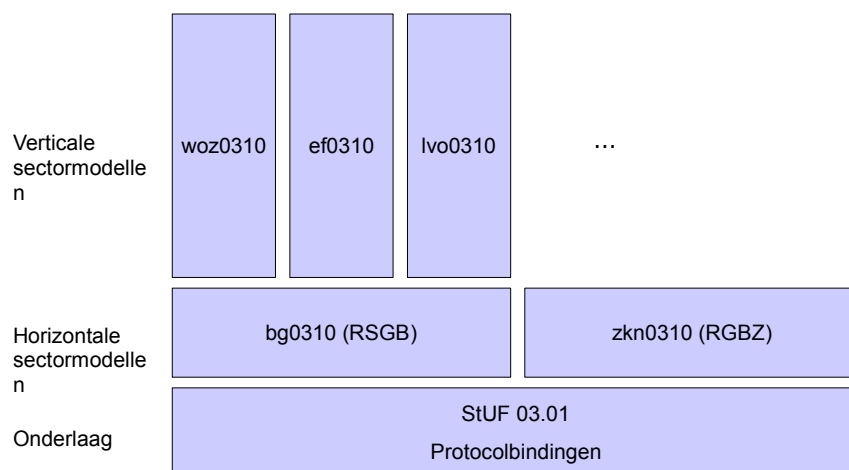 Verticale
sectormodelle
n
woz0310
ef0310
lvo0310
...
Horizontale
sectormodelle
n
bg0310 (RSGB)
zkn0310 (RGBZ)
Onderlaag
StUF 03.01
Protocolbindingen